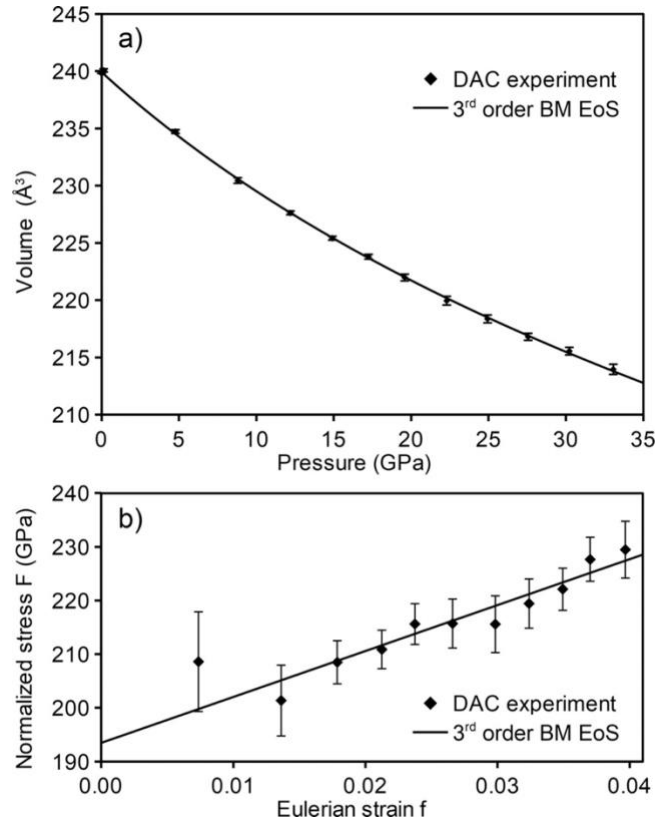 245
a)
240
DAC experiment
3rd order BM EoS
235
230
225
220
215
210
Volume (Å3)
0 5 10 15 20 25 30 35
Pressure (GPa)
240
b)
230
220
210
200
190
Normalized stress F (GPa)
DAC experiment
3rd order BM EoS
0.00 0.01 0.02 0.03 0.04
Eulerian strain f